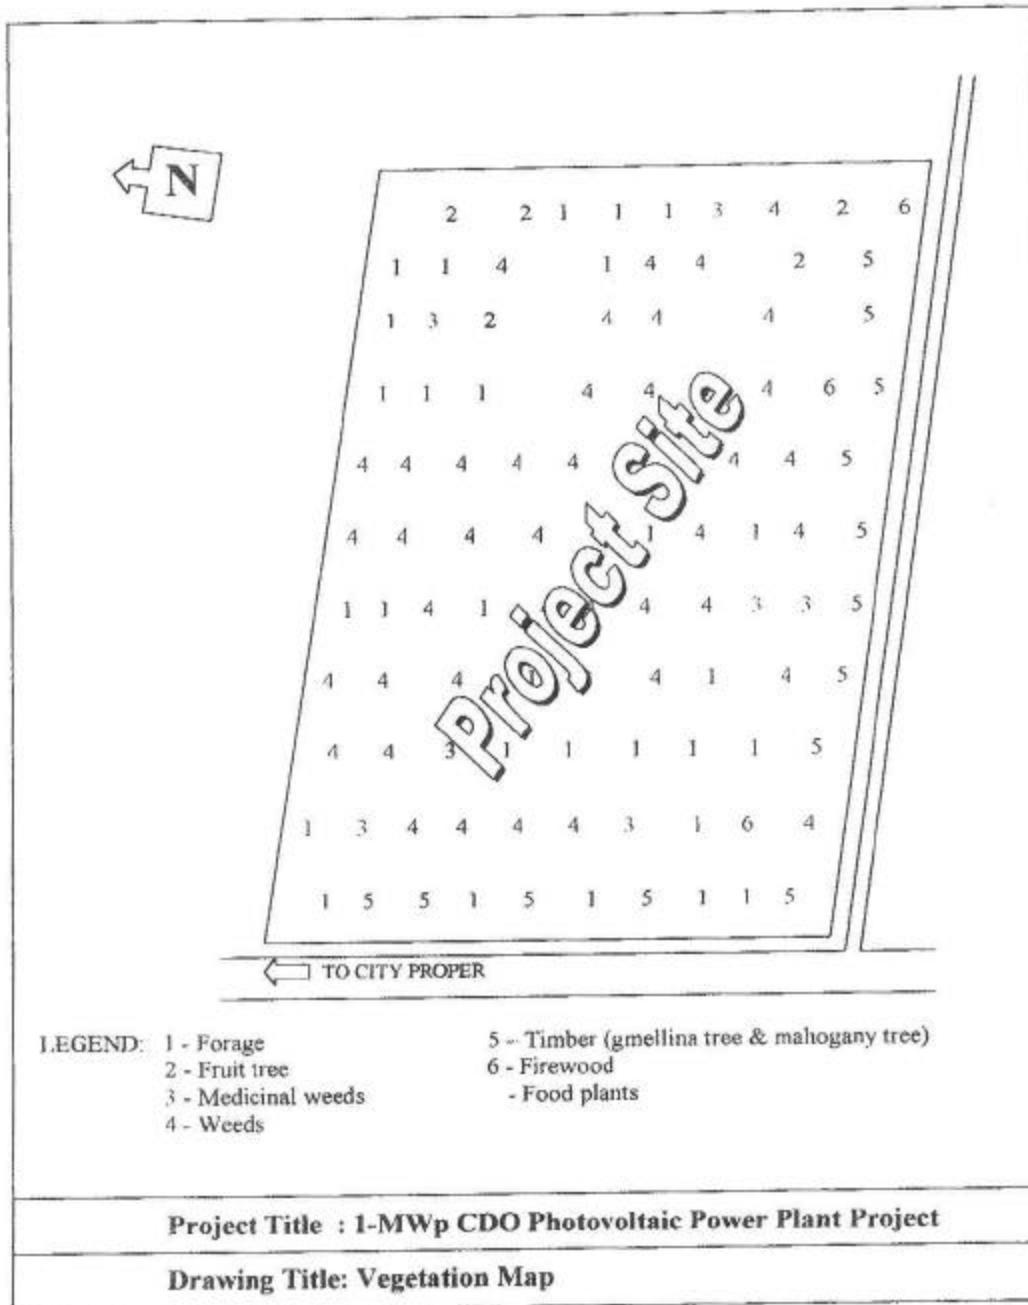 N
2 2 1 1 1 3 4 2 6
1 1 4 1 4 4 2 5
1 3 2 4 4 4 5
1 1 1 4 4 4 6 5
4 4 4 4 4 4 4 5
4 4 4 4 1 4 1 4 5
1 1 4 1 4 4 3 3 5
4 4 4 4 1 4 5
4 4 3 1 1 1 1 1 5
1 3 4 4 4 4 3 1 6 4
1 5 5 1 5 1 5 1 1 5
Project Site
TO CITY PROPER
LEGEND: 1 - Forage 5 - Timber (gmellina tree & mahogany tree)
2 - Fruit tree 6 - Firewood
3 - Medicinal weeds - Food plants
4 - Weeds
Project Title : 1-MWp CDO Photovoltaic Power Plant Project
Drawing Title: Vegetation Map